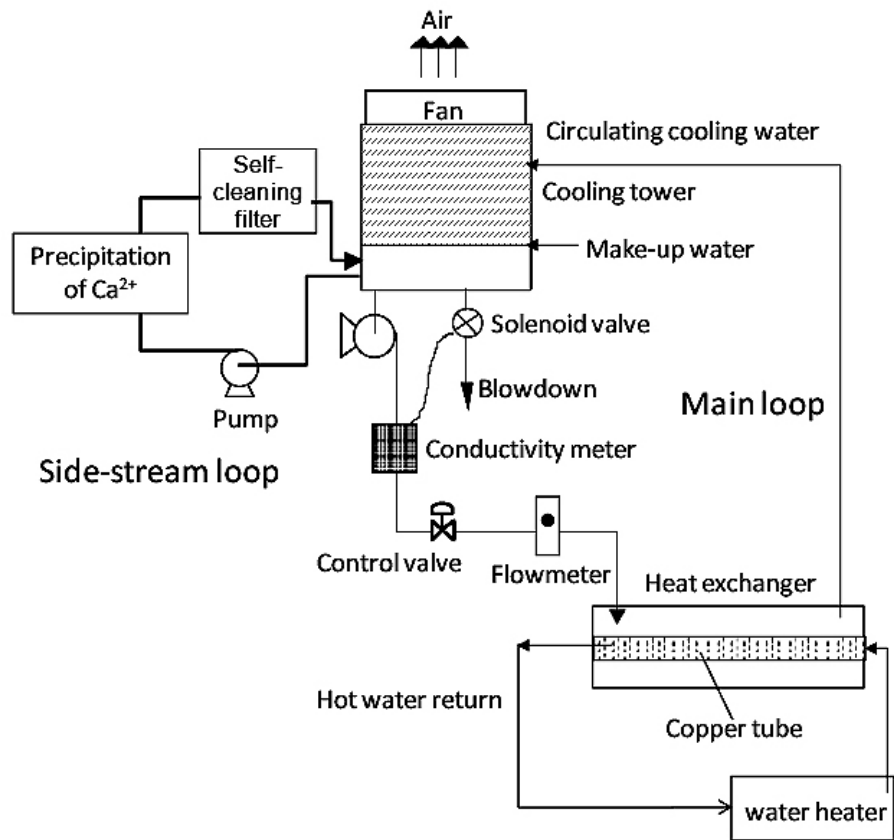 Air
Fan
Circulating cooling water
Self-
cleaning
filter
Cooling tower
Precipitation
of Ca²⁺
Make-up water
Solenoid valve
Blowdown
Pump
Main loop
Conductivity meter
Side-stream loop
Control valve
Flowmeter
Heat exchanger
Hot water return
Copper tube
water heater